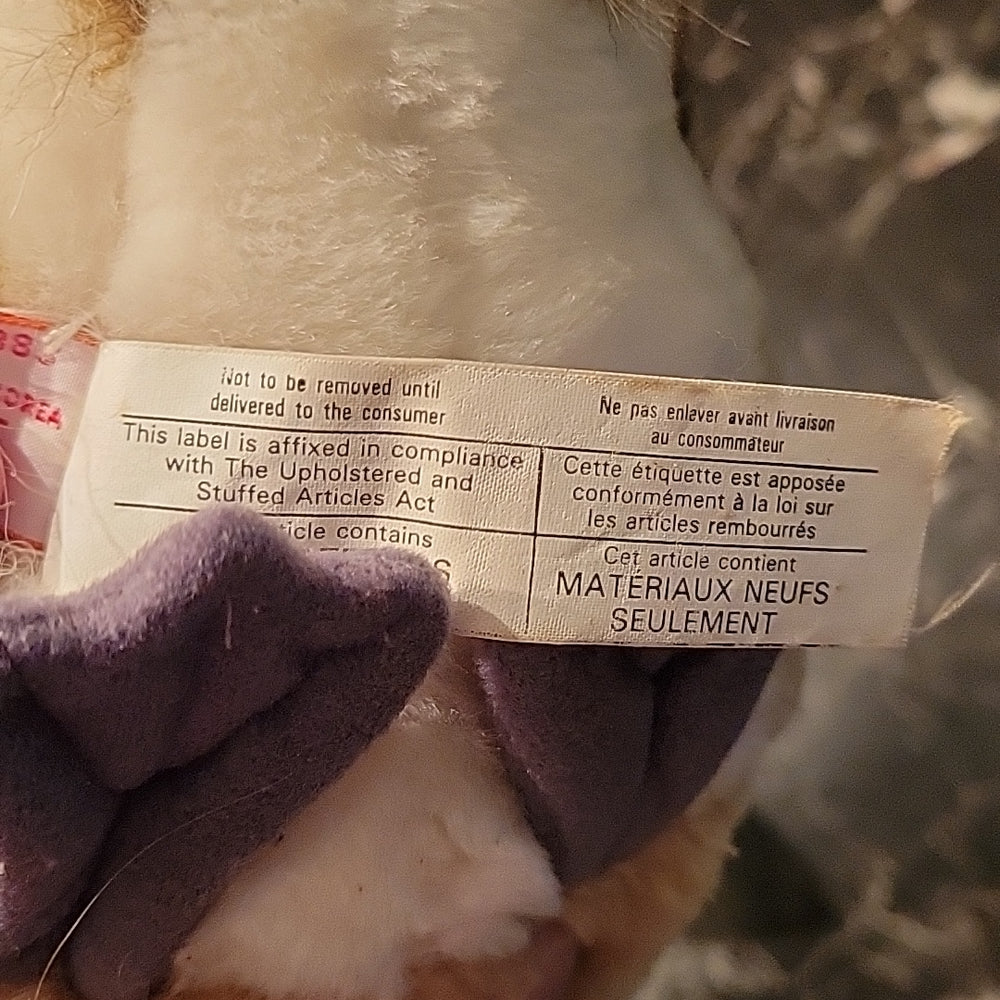 Not to be removed until
delivered to the consumer
This label is affixed in compliance
with The Upholstered and
Stuffed Articles Act
contains
Ne pas enlever avant livraison
au consommateur
Cette étiquette est apposée
conformément à la loi sur
les articles rembourrés
Cet article contient
MATÉRIAUX NEUFS
SEULEMENT